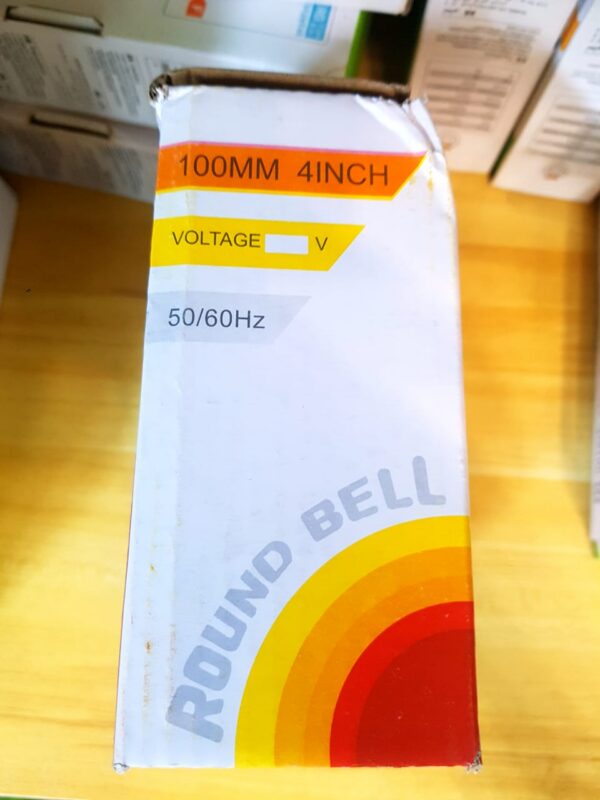 100MM 4INCH
VOLTAGE V
50/60Hz
ROUND BELL